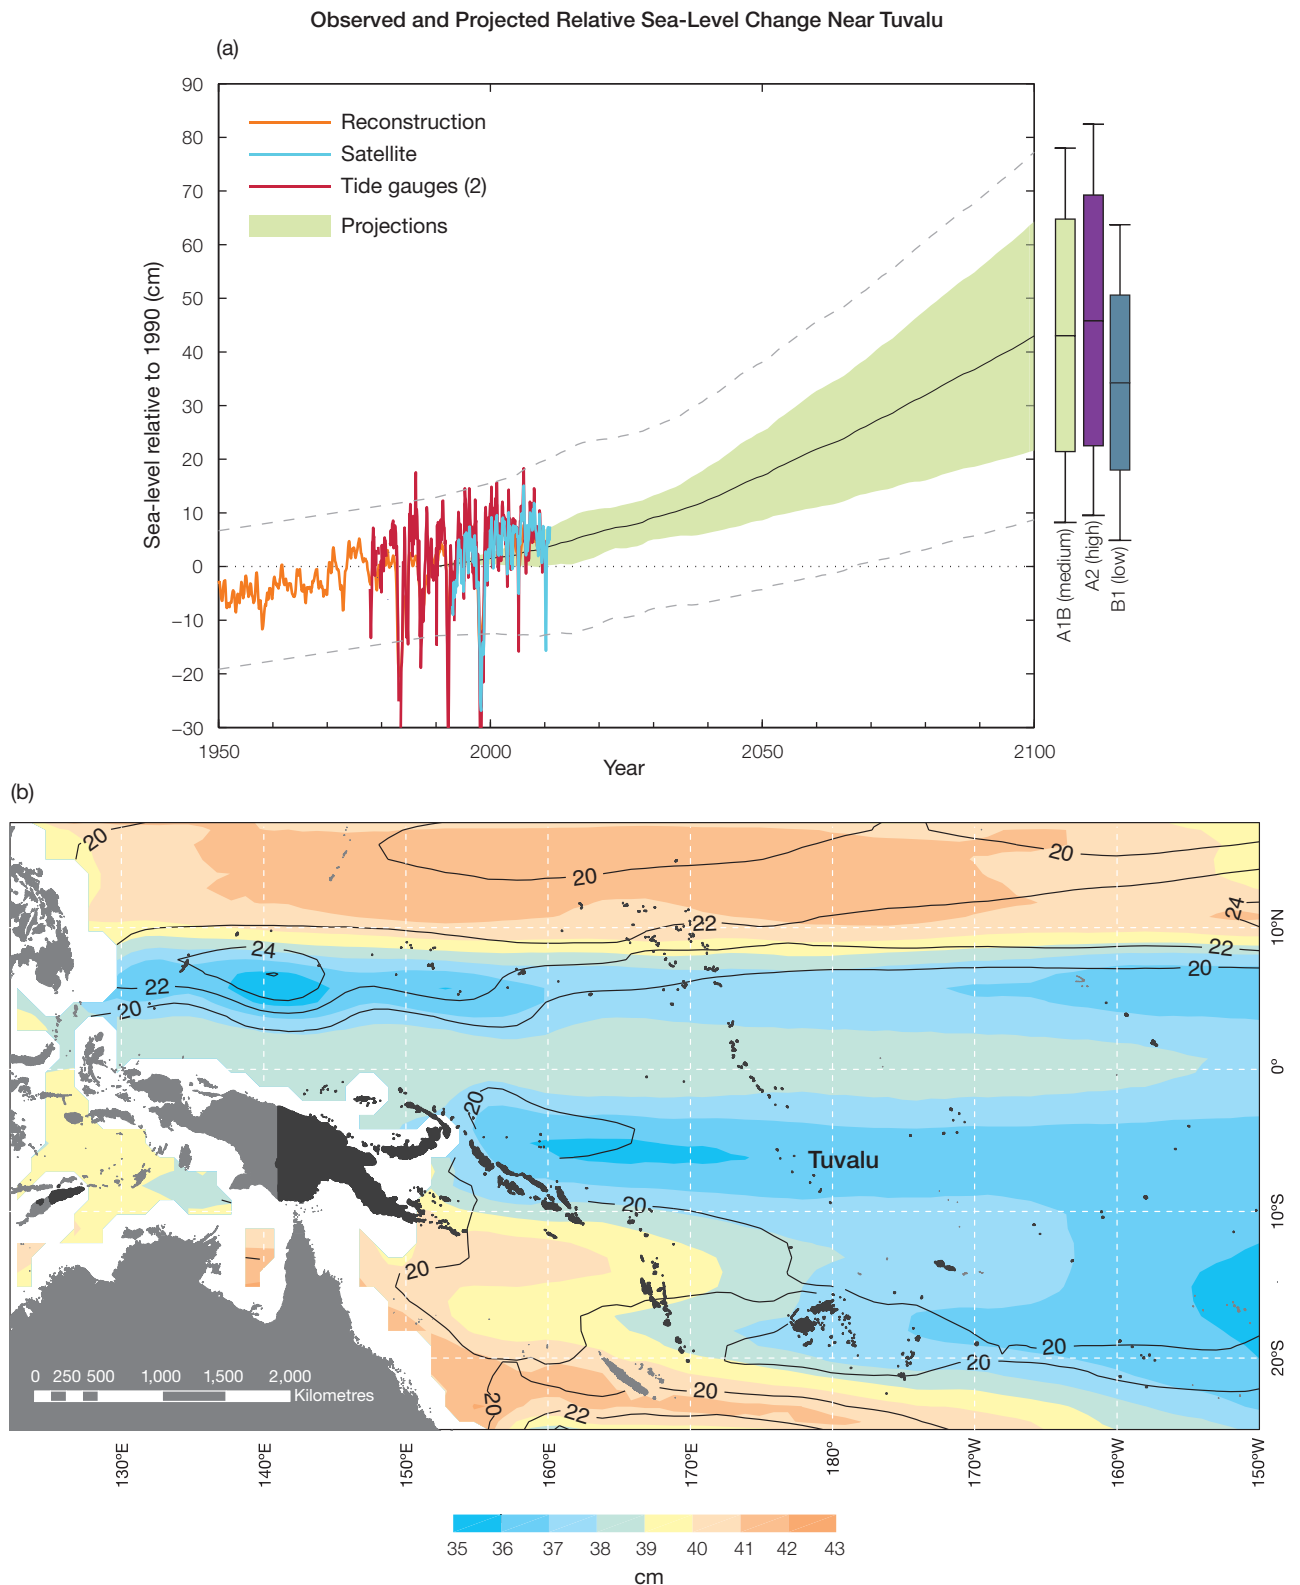 Observed and Projected Relative Sea-Level Change Near Tuvalu
(a)
90
80
70
60
50
40
30
20
10
0
−10
−20
−30
Sea-level relative to 1990 (cm)
Reconstruction
Satellite
Tide gauges (2)
Projections
1950
2000
2050
2100
Year
A1B (medium)
A2 (high)
B1 (low)
(b)
20
20
20
24
22
22
20
24
22
20
20
20
20
Tuvalu
20
20
20
20
20
22
10°N
0°
10°S
20°S
0 250 500 1,000 1,500 2,000
Kilometres
130°E
140°E
150°E
160°E
170°E
180°
170°W
160°W
150°W
35 36 37 38 39 40 41 42 43
cm